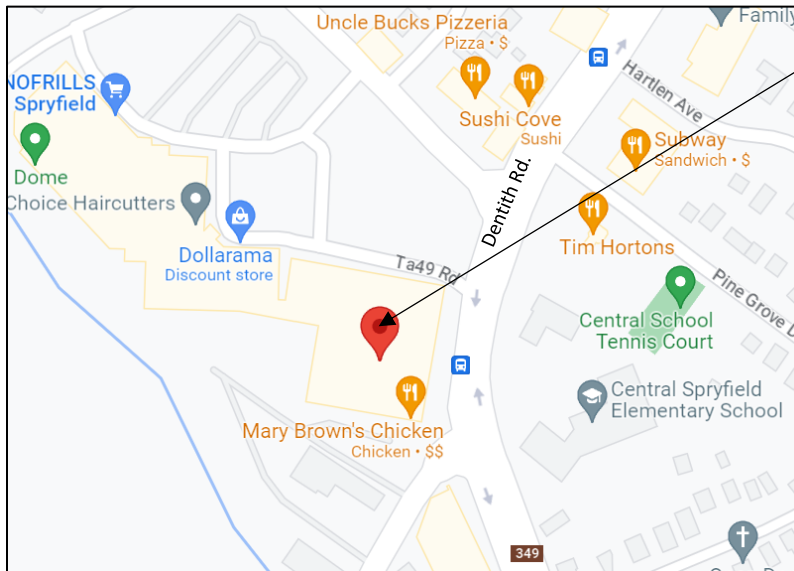 Uncle Bucks Pizzeria
Pizza • $
Family
NOFRILLS
Spryfield
Hartlen Ave
Sushi Cove
Sushi
Subway
Sandwich • $
Dome
Choice Haircutters
Dentith Rd.
Dollarama
Discount store
Tim Hortons
Ta49 Rd
Pine Grove D
Central School
Tennis Court
Central Spryfield
Elementary School
Mary Brown's Chicken
Chicken • $$
349